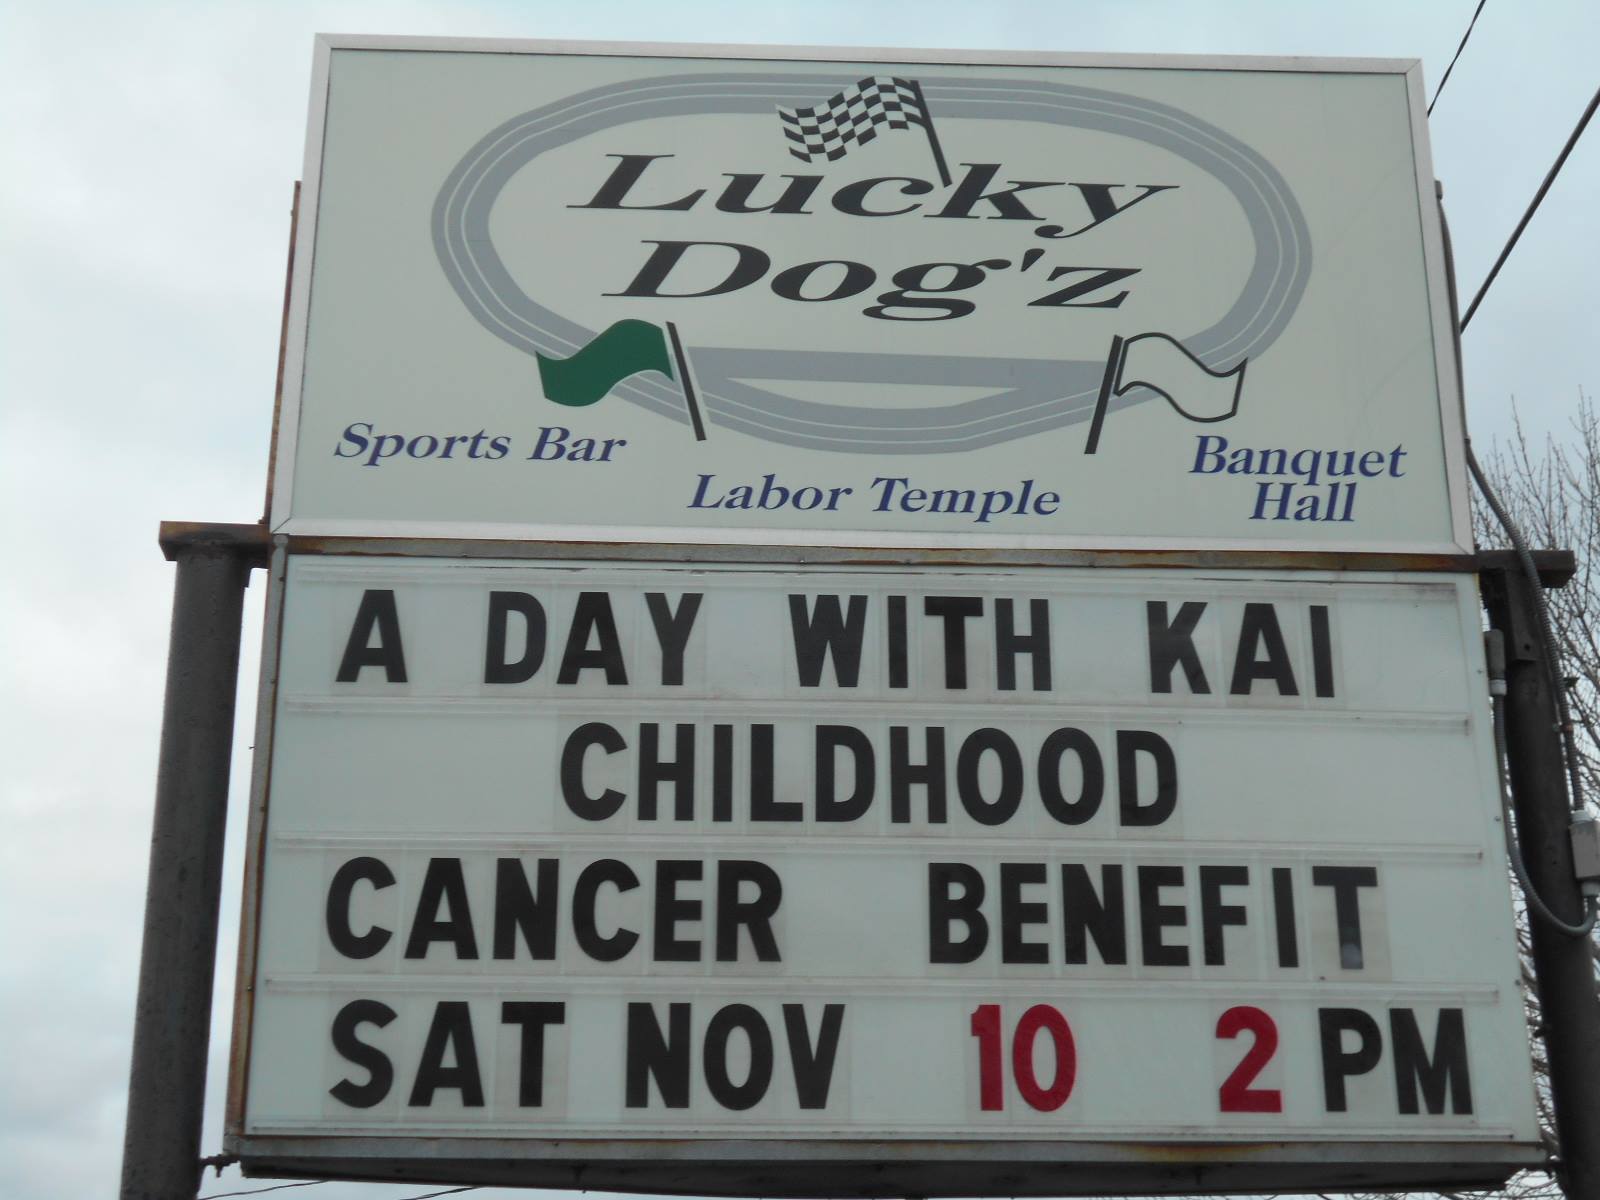 Lucky
Dog'z
Sports Bar
Labor Temple
Banquet
Hall
A DAY WITH KAI
CHILDHOOD
CANCER BENEFIT
SAT NOV 10 2 PM